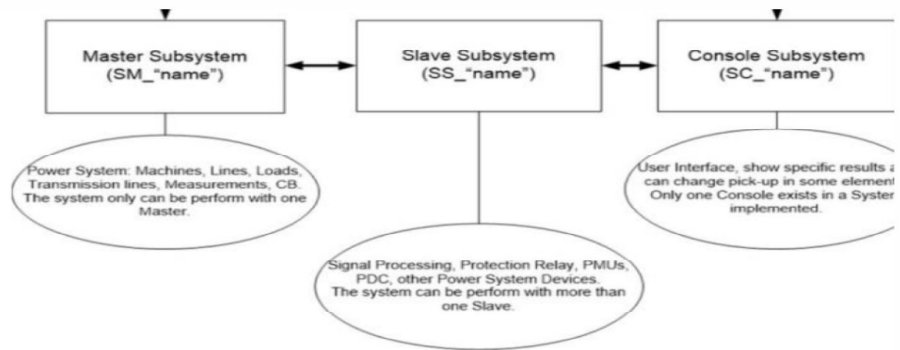 Master Subsystem
(SM_“name”)
Slave Subsystem
(SS_“name”)
Console Subsystem
(SC_“name”)
Power System: Machines, Lines, Loads,
Transmission lines, Measurements, CB.
The system only can be perform with one
Master.
User Interface, show specific results
can change pick-up in some
Only one Console exists in a
implemented.
Signal Processing, Protection Relay, PMUs,
PDC, other Power System Devices.
The system can be perform with more than
one Slave.